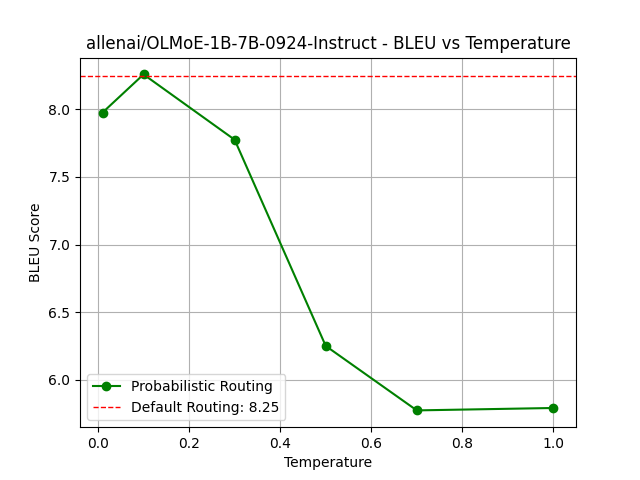 allenai/OLMoE-1B-7B-0924-Instruct - BLEU vs Temperature
BLEU Score
8.0
7.5
7.0
6.5
6.0
Probabilistic Routing
Default Routing: 8.25
0.0 0.2 0.4 0.6 0.8 1.0
Temperature